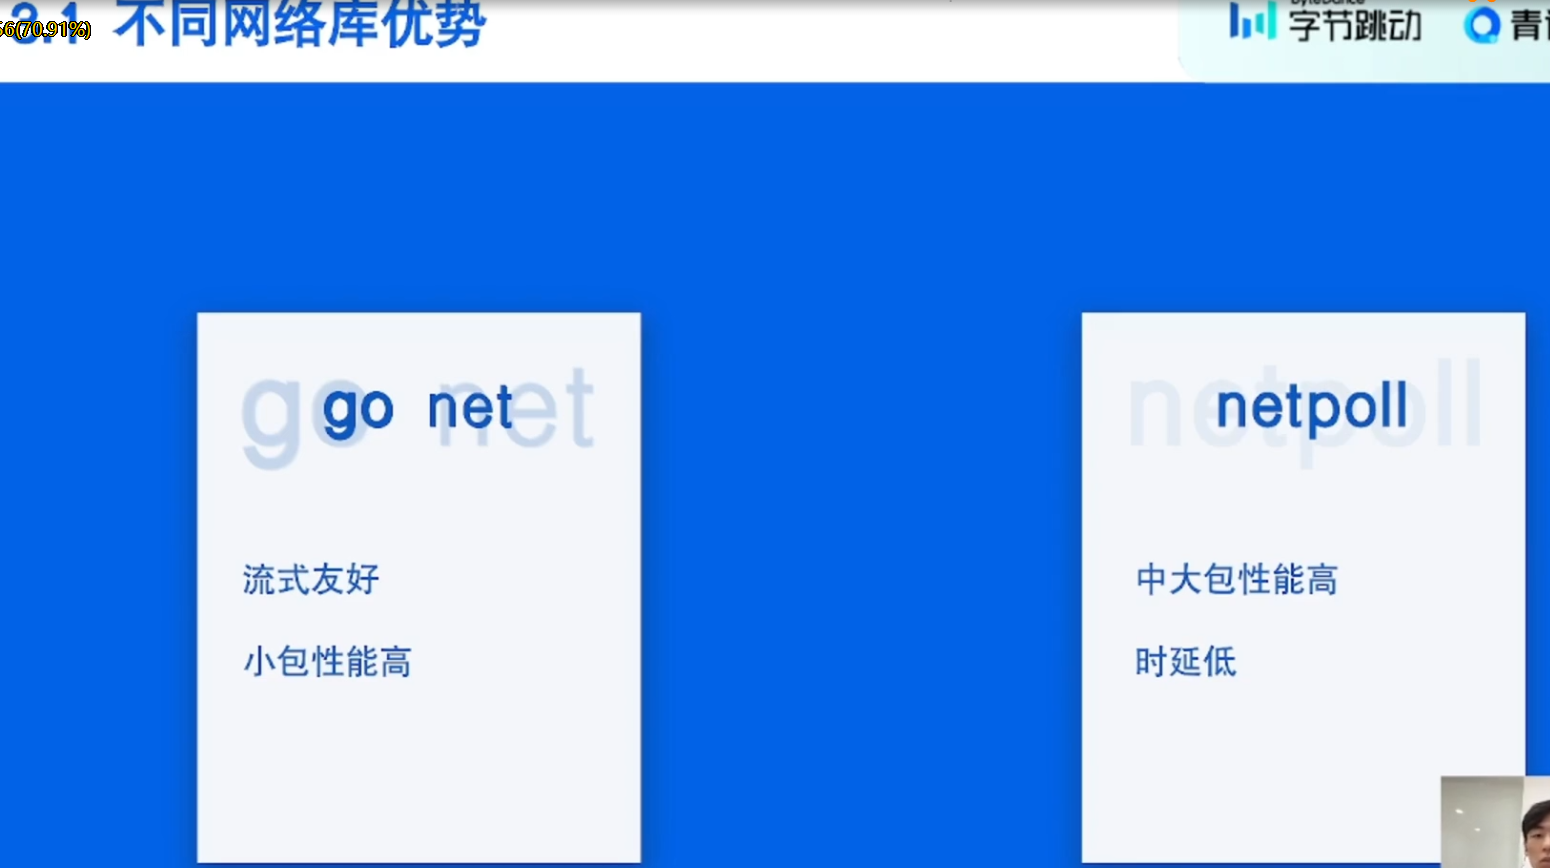 6(70.91%)
3.1 不同网络库优势
ByteDance
字节跳动
青
go net
go net
流式友好
小包性能高
netpoll
netpoll
中大包性能高
时延低